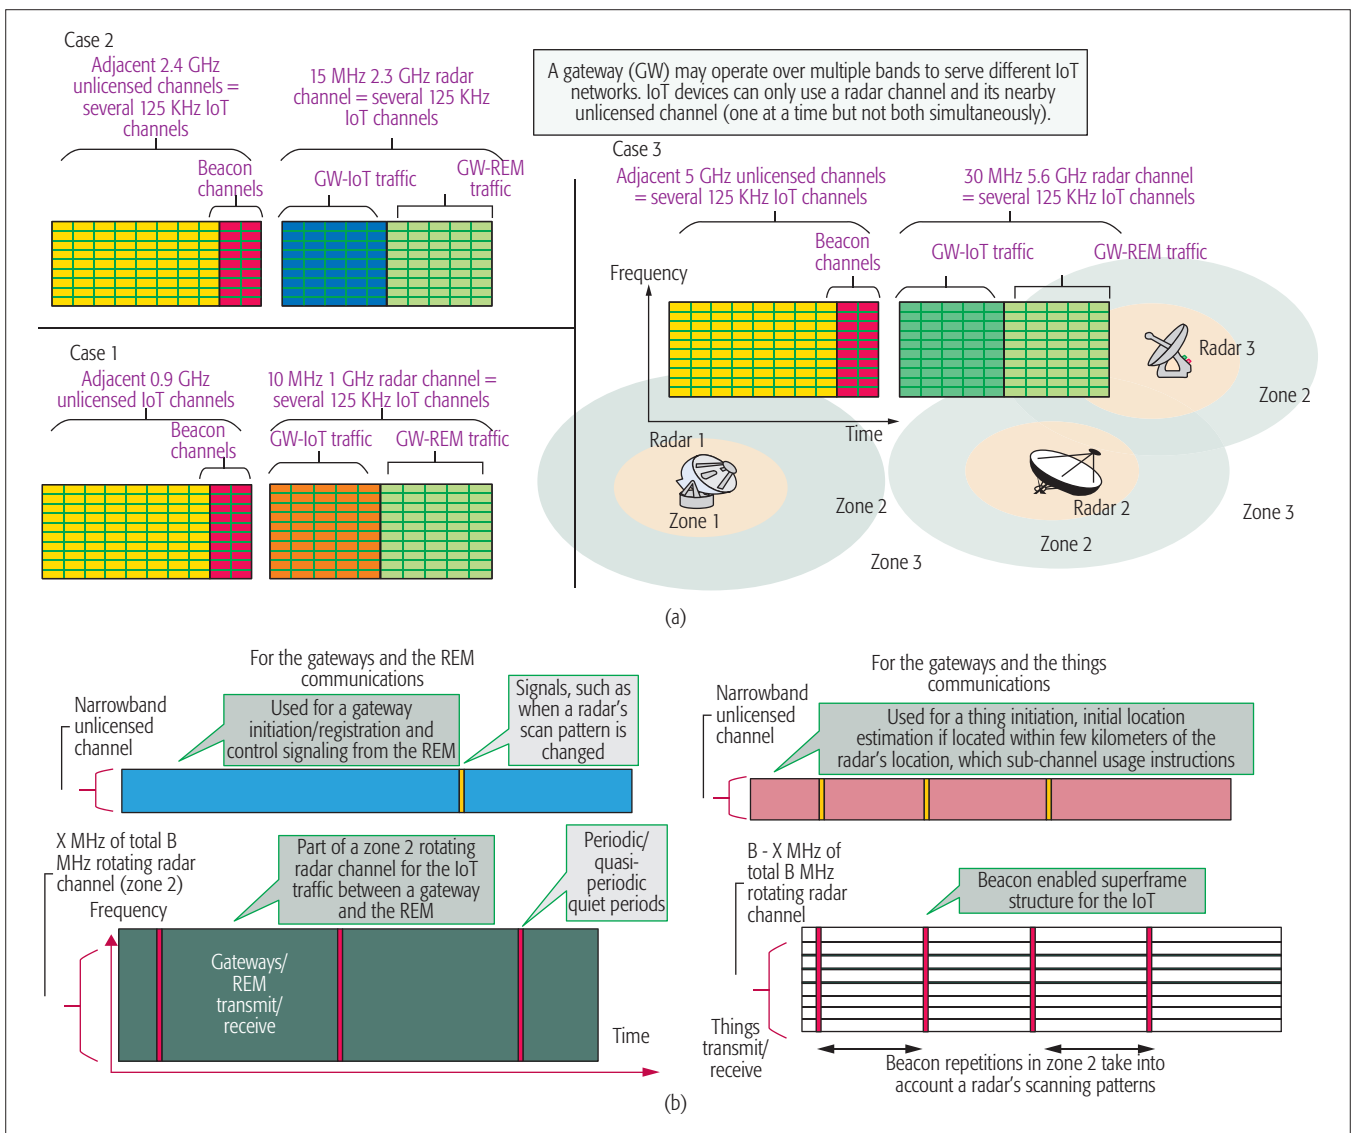 Case 2
Adjacent 2.4 GHz
unlicensed channels =
several 125 KHz IoT
channels
15 MHz 2.3 GHz radar
channel = several 125 KHz
IoT channels
Beacon
channels
GW-IoT traffic
GW-REM
traffic
A gateway (GW) may operate over multiple bands to serve different IoT
networks. IoT devices can only use a radar channel and its nearby
unlicensed channel (one at a time but not both simultaneously).
Case 3
Adjacent 5 GHz unlicensed channels
= several 125 KHz IoT channels
30 MHz 5.6 GHz radar channel
= several 125 KHz IoT channels
Beacon
channels
GW-IoT traffic
GW-REM traffic
Frequency
Time
Radar 3
Zone 2
Radar 1
Zone 1
Zone 2
Zone 3
Radar 2
Zone 2
Zone 3
Case 1
Adjacent 0.9 GHz
unlicensed IoT channels
10 MHz 1 GHz radar channel =
several 125 KHz IoT channels
Beacon
channels
GW-IoT traffic
GW-REM traffic
(a)
For the gateways and the REM
communications
Narrowband
unlicensed
channel
Used for a gateway
initiation/registration and
control signaling from the REM
Signals, such as
when a radar's
scan pattern is
changed
X MHz of total B
MHz rotating radar
channel (zone 2)
Frequency
Part of a zone 2 rotating
radar channel for the IoT
traffic between a gateway
and the REM
Periodic/
quasi-
periodic
quiet periods
Gateways/
REM
transmit/
receive
Time
For the gateways and the things
communications
Narrowband
unlicensed
channel
Used for a thing initiation, initial location
estimation if located within few kilometers of the
radar's location, which sub-channel usage instructions
B - X MHz of
total B MHz
rotating radar
channel
Beacon enabled superframe
structure for the IoT
Things
transmit/
receive
Beacon repetitions in zone 2 take into
account a radar's scanning patterns
(b)